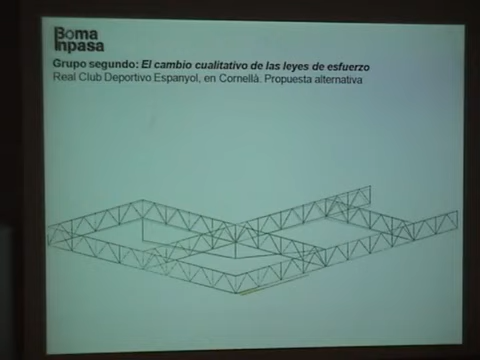 Boma
Inpasa
Grupo segundo: El cambio cualitativo de las leyes de esfuerzo
Real Club Deportivo Espanyol, en Cornellà. Propuesta alternativa